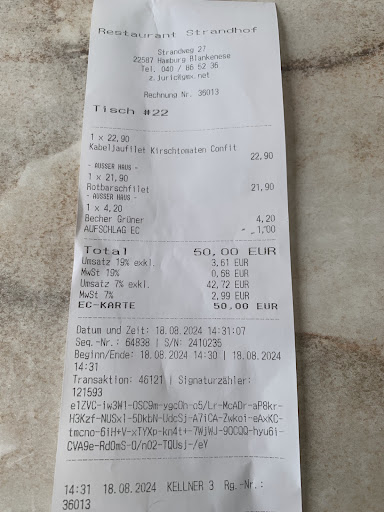 Restaurant Strandhof
Strandweg 27
22587 Hamburg Blankenese
Tel. 040 / 86 52 36
z.juric@gmx.net
Rechnung Nr. 36013
Tisch #22
1 x 22,90
Kabeljaufilet Kirschtomaten Confit
22,90
- AUSSER HAUS -
1 x 21,90
Rotbarschfilet 21,90
- AUSSER HAUS -
1 x 4,20
Becher Grüner 4,20
AUFSCHLAG EC 1,00
Total 50,00 EUR
Umsatz 19% exkl. 3,61 EUR
MwSt 19% 0,68 EUR
Umsatz 7% exkl. 42,72 EUR
MwSt 7% 2,99 EUR
EC-KARTE 50,00 EUR
Datum und Zeit: 18.08.2024 14:31:07
Seq.-Nr.: 64838 | S/N: 2410235
Beginn/Ende: 18.08.2024 14:30 | 18.08.2024
14:31
Transaktion: 46121 | Signaturzähler:
121593
14:31 18.08.2024 KELLNER 3 Rg.-Nr.:
36013